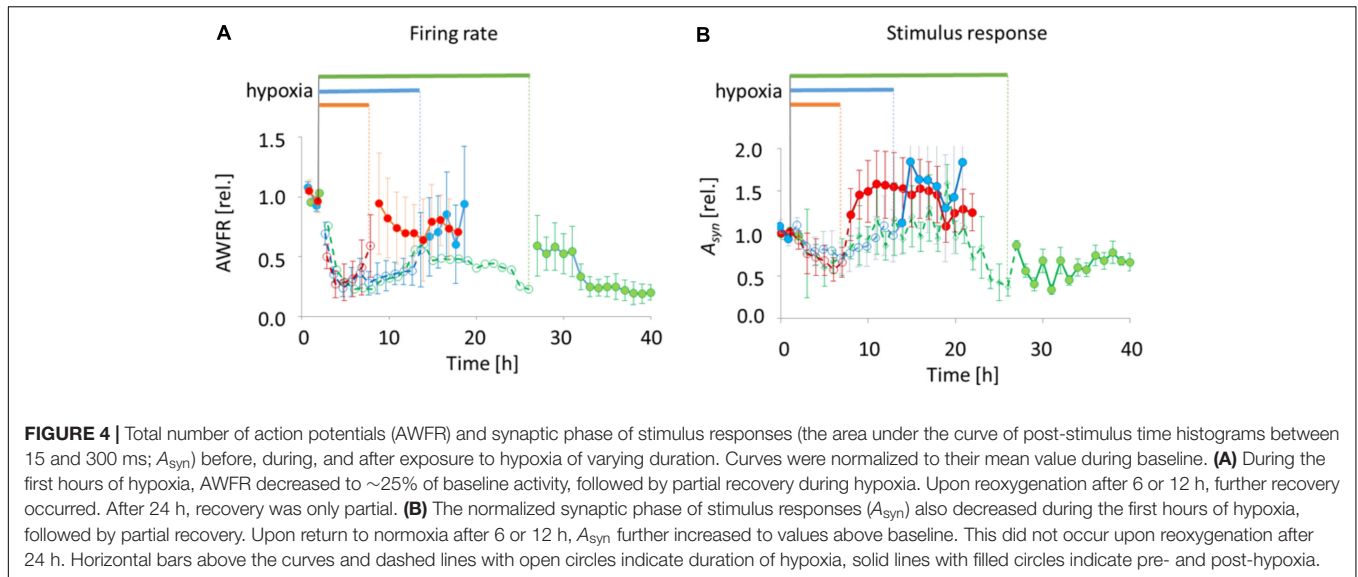 A
Firing rate
hypoxia
1.5
1.0
0.5
0.0
AWFR [rel.]
0
10
20
30
40
Time [h]
B
Stimulus response
hypoxia
2.0
1.5
1.0
0.5
0.0
Asyn [rel.]
0
10
20
30
40
Time [h]
FIGURE 4 | Total number of action potentials (AWFR) and synaptic phase of stimulus responses (the area under the curve of post-stimulus time histograms between
15 and 300 ms; Asyn) before, during, and after exposure to hypoxia of varying duration. Curves were normalized to their mean value during baseline. (A) During the
first hours of hypoxia, AWFR decreased to ∼25% of baseline activity, followed by partial recovery during hypoxia. Upon reoxygenation after 6 or 12 h, further recovery
occurred. After 24 h, recovery was only partial. (B) The normalized synaptic phase of stimulus responses (Asyn) also decreased during the first hours of hypoxia,
followed by partial recovery. Upon return to normoxia after 6 or 12 h, Asyn further increased to values above baseline. This did not occur upon reoxygenation after
24 h. Horizontal bars above the curves and dashed lines with open circles indicate duration of hypoxia, solid lines with filled circles indicate pre- and post-hypoxia.